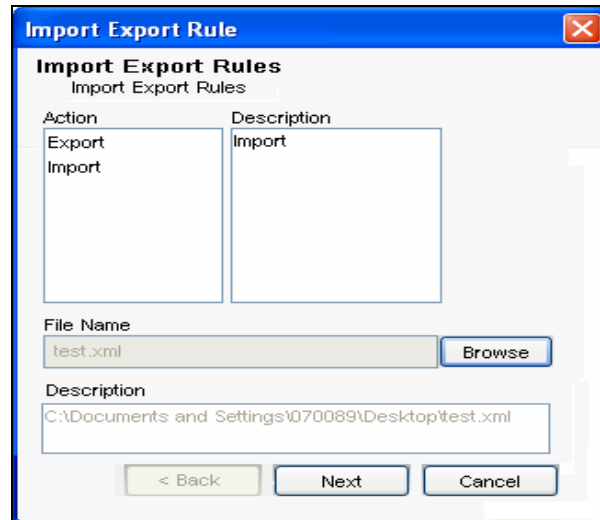 Import Export Rule
Import Export Rules
Import Export Rules
Action Description
Export Import
Import
File Name
test.xml Browse
Description
C:\Documents and Settings\070089\Desktop\test.xml
< Back Next Cancel